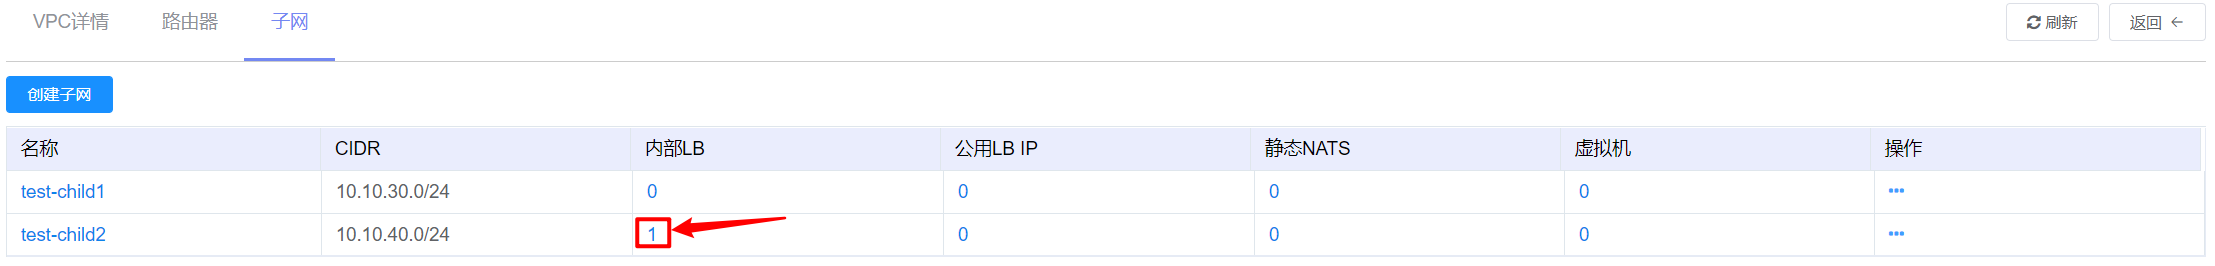 VPC详情 路由器 子网 刷新 返回 ←
创建子网
名称 CIDR 内部LB 公用LB IP 静态NATS 虚拟机 操作
test-child1 10.10.30.0/24 0 0 0 0 •••
test-child2 10.10.40.0/24 1 0 0 0 •••